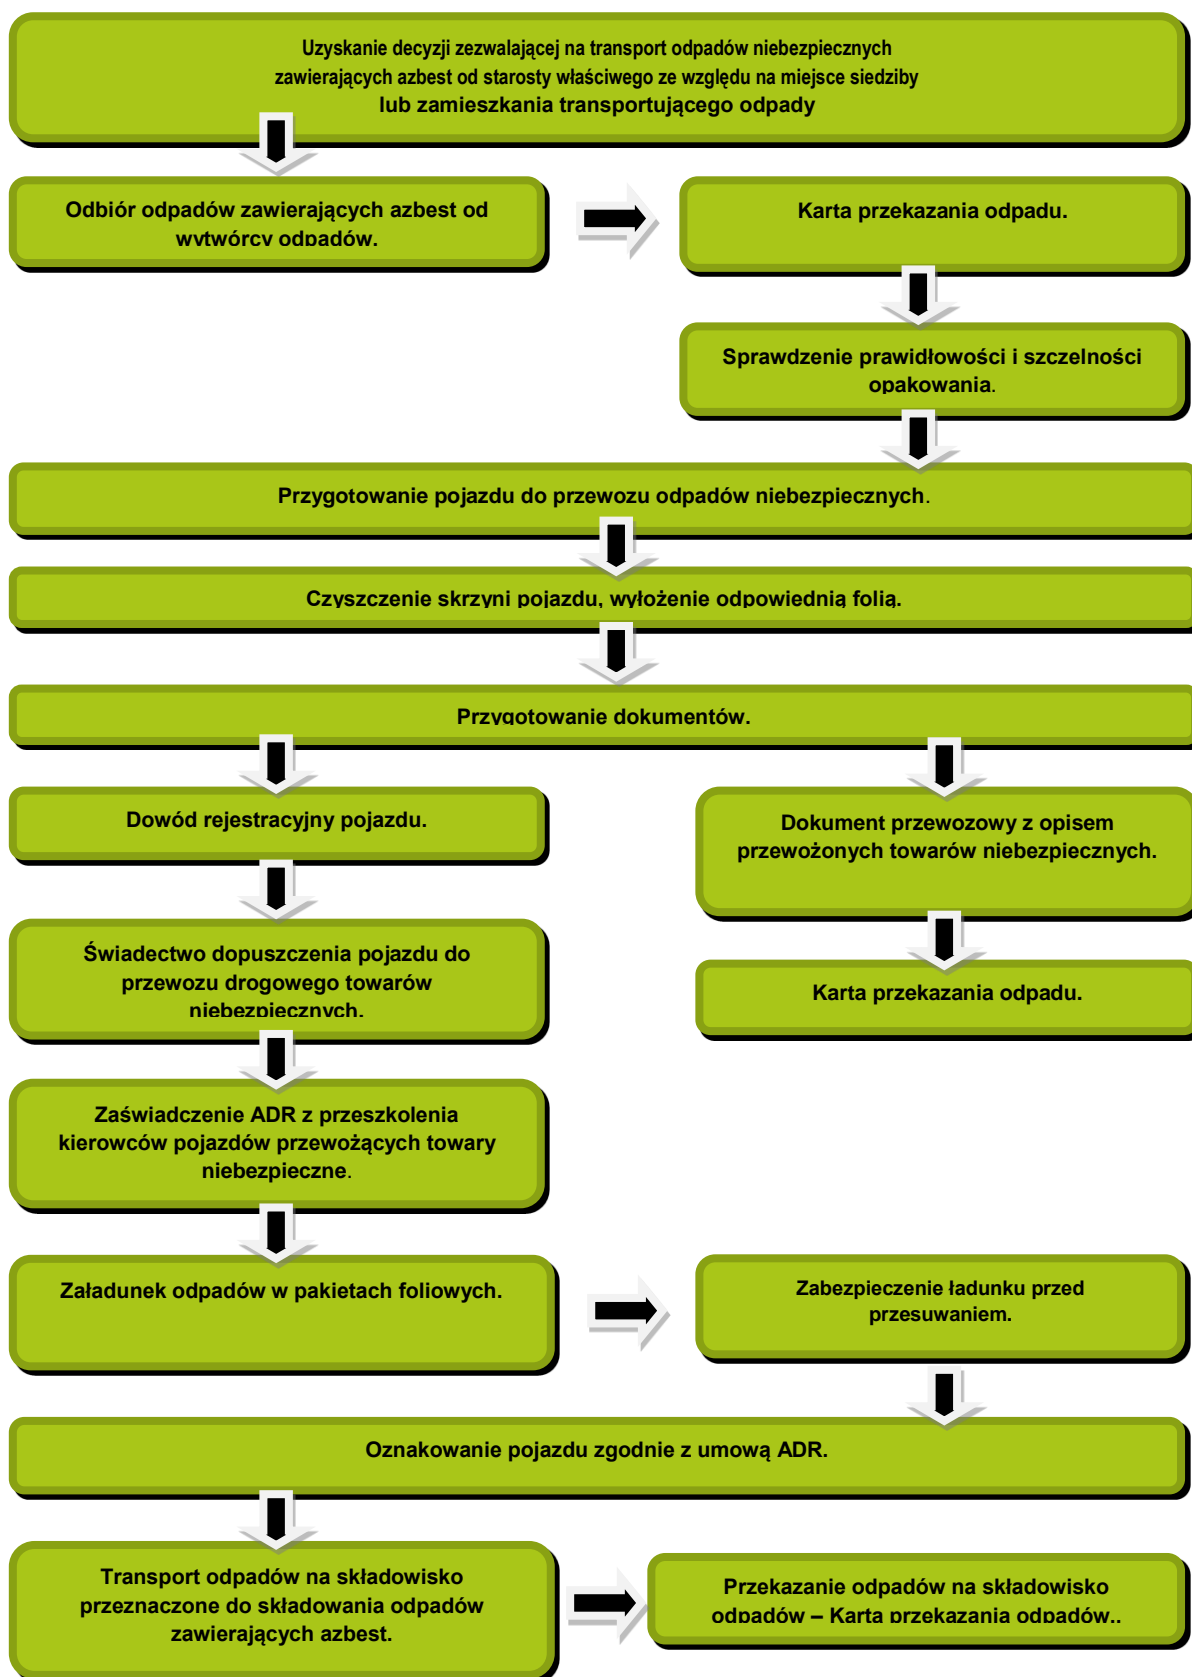 Uzyskanie decyzji zezwalającej na transport odpadów niebezpiecznych
zawierających azbest od starosty właściwego ze względu na miejsce siedziby
lub zamieszkania transportującego odpady
Odbiór odpadów zawierających azbest od
wytwórcy odpadów.
Karta przekazania odpadu.
Sprawdzenie prawidłowości i szczelności
opakowania.
Przygotowanie pojazdu do przewozu odpadów niebezpiecznych.
Czyszczenie skrzyni pojazdu, wyłożenie odpowiednią folią.
Przygotowanie dokumentów.
Dowód rejestracyjny pojazdu.
Dokument przewozowy z opisem
przewożonych towarów niebezpiecznych.
Świadectwo dopuszczenia pojazdu do
przewozu drogowego towarów
niebezpiecznych.
Karta przekazania odpadu.
Zaświadczenie ADR z przeszkolenia
kierowców pojazdów przewożących towary
niebezpieczne.
Załadunek odpadów w pakietach foliowych.
Zabezpieczenie ładunku przed
przesuwaniem.
Oznakowanie pojazdu zgodnie z umową ADR.
Transport odpadów na składowisko
przeznaczone do składowania odpadów
zawierających azbest.
Przekazanie odpadów na składowisko
odpadów – Karta przekazania odpadów..